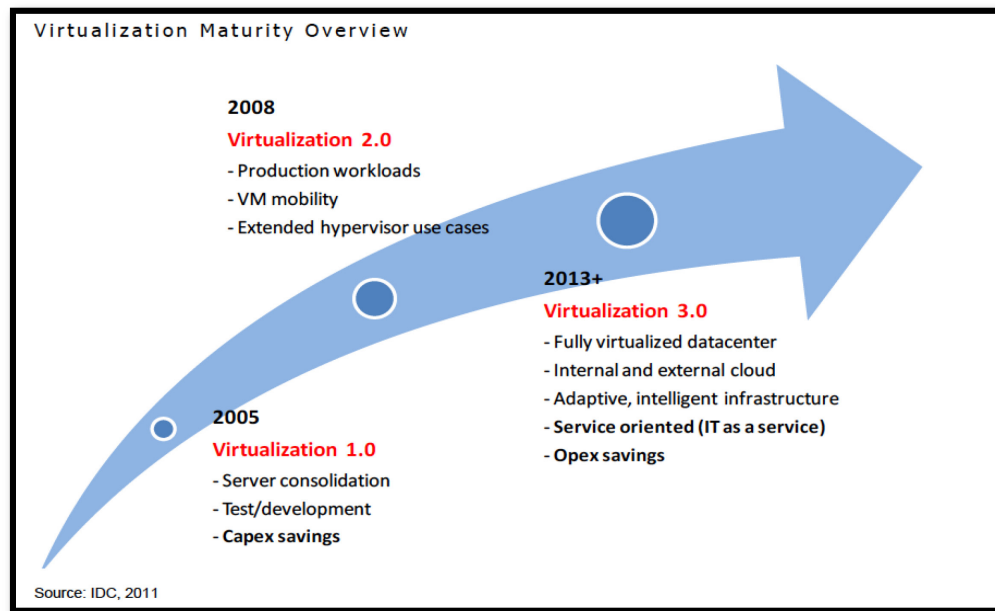 Virtualization Maturity Overview
2008
Virtualization 2.0
- Production workloads
- VM mobility
- Extended hypervisor use cases
2013+
Virtualization 3.0
- Fully virtualized datacenter
- Internal and external cloud
- Adaptive, intelligent infrastructure
- Service oriented (IT as a service)
- Opex savings
2005
Virtualization 1.0
- Server consolidation
- Test/development
- Capex savings
Source: IDC, 2011